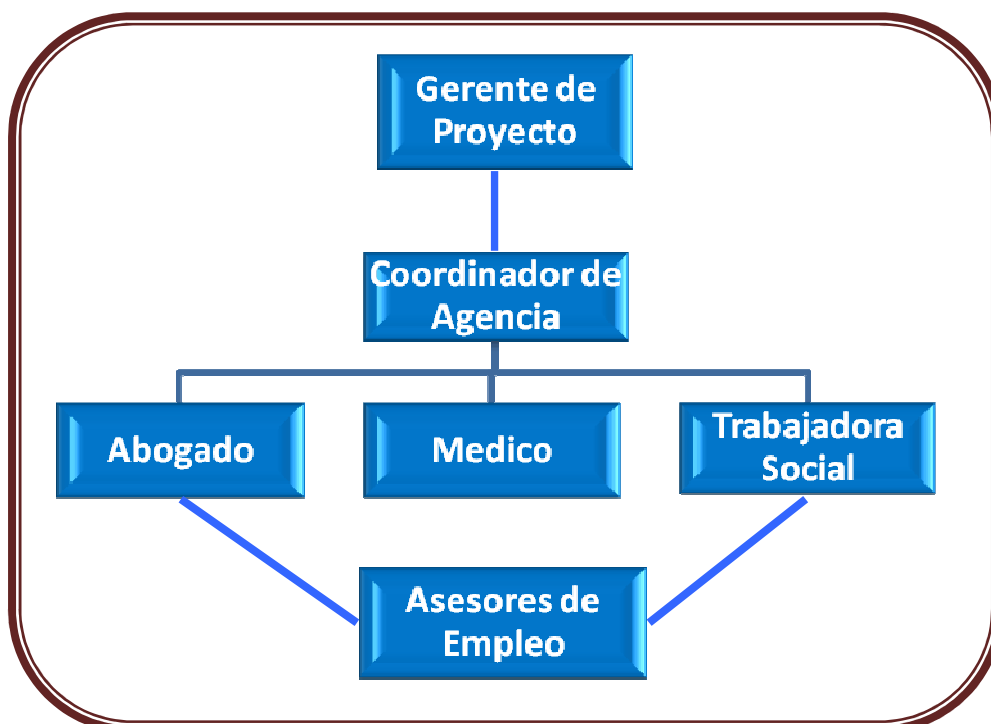 Gerente de
Proyecto
Coordinador de
Agencia
Abogado
Medico
Trabajadora
Social
Asesores de
Empleo